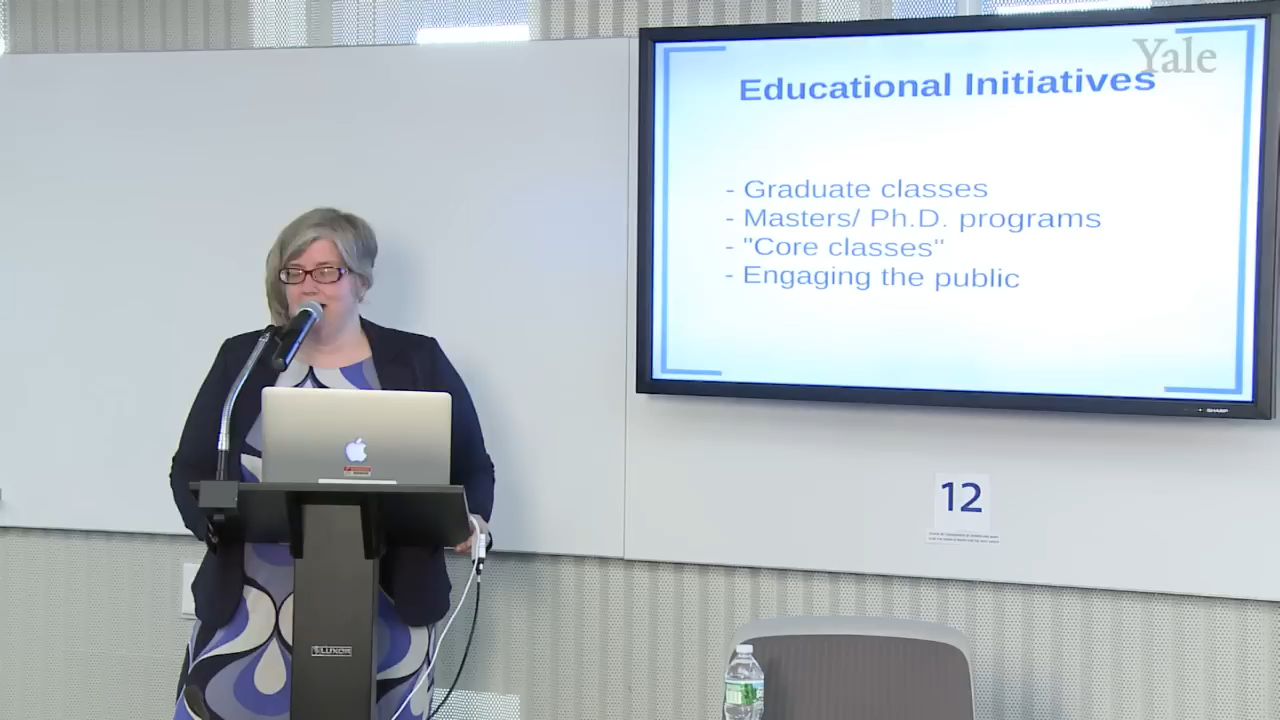 Yale
Educational Initiatives
- Graduate classes
- Masters/ Ph.D. programs
- "Core classes"
- Engaging the public
SHARP
12
LUXOR